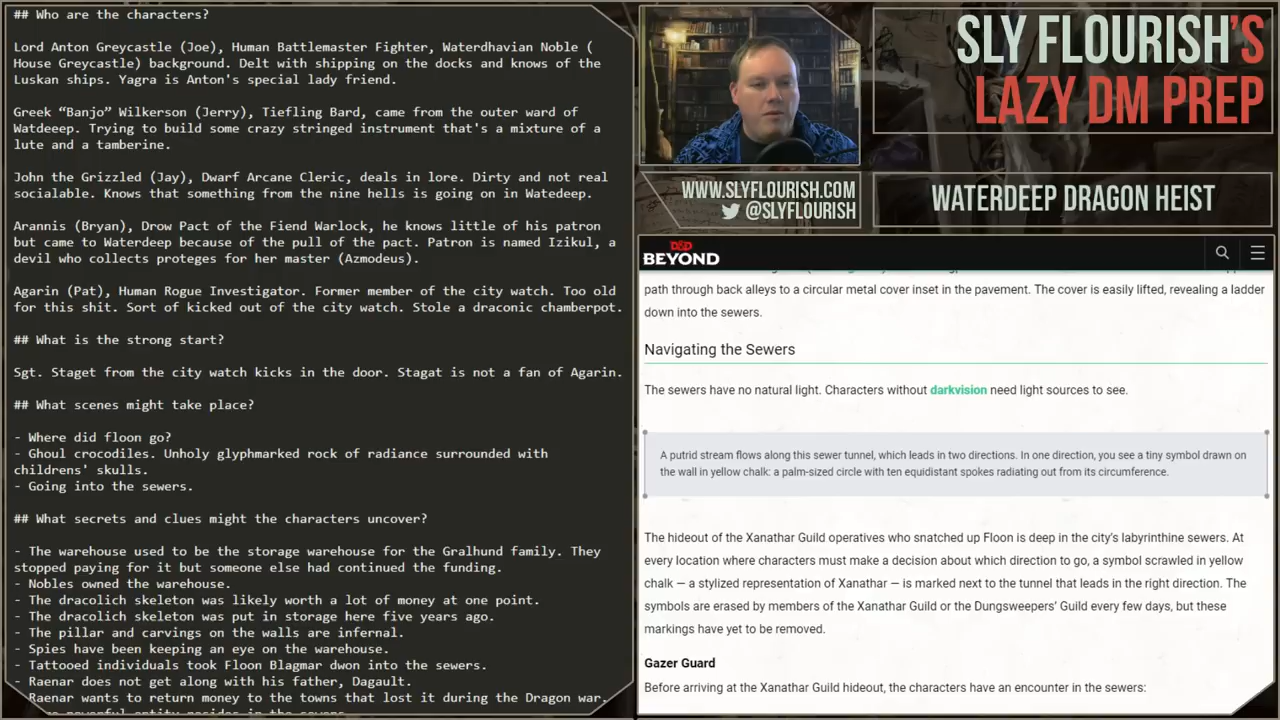 ## Who are the characters?
Lord Anton Greycastle (Joe), Human Battlemaster Fighter, Waterdhavian Noble (
House Greycastle) background. Delt with shipping on the docks and knows of the
Luskan ships. Yagra is Anton's special lady friend.
Greek “Banjo” Wilkerson (Jerry), Tiefling Bard, came from the outer ward of
Watdeeep. Trying to build some crazy stringed instrument that's a mixture of a
lute and a tamberine.
John the Grizzled (Jay), Dwarf Arcane Cleric, deals in lore. Dirty and not real
socialable. Knows that something from the nine hells is going on in Watedeep.
Arannis (Bryan), Drow Pact of the Fiend Warlock, he knows little of his patron
but came to Waterdeep because of the pull of the pact. Patron is named Izikul, a
devil who collects proteges for her master (Azmodeus).
Agarin (Pat), Human Rogue Investigator. Former member of the city watch. Too old
for this shit. Sort of kicked out of the city watch. Stole a draconic chamberpot.
## What is the strong start?
Sgt. Staget from the city watch kicks in the door. Stagat is not a fan of Agarin.
## What scenes might take place?
- Where did floon go?
- Ghoul crocodiles. Unholy glyphmarked rock of radiance surrounded with
childrens' skulls.
- Going into the sewers.
## What secrets and clues might the characters uncover?
- The warehouse used to be the storage warehouse for the Gralhund family. They
stopped paying for it but someone else had continued the funding.
- Nobles owned the warehouse.
- The dracolich skeleton was likely worth a lot of money at one point.
- The dracolich skeleton was put in storage here five years ago.
- The pillar and carvings on the walls are infernal.
- Spies have been keeping an eye on the warehouse.
- Tattooed individuals took Floon Blagmar dwon into the sewers.
- Raenar does not get along with his father, Dagault.
Raenar wants to return money to the towns that lost it during the Dragon war.
SLY FLOURISH'S
LAZY DM PREP
WWW.SLYFLOURISH.COM
@SLYFLOURISH
WATERDEEP DRAGON HEIST
D&D
BEYOND
path through back alleys to a circular metal cover inset in the pavement. The cover is easily lifted, revealing a ladder
down into the sewers.
Navigating the Sewers
The sewers have no natural light. Characters without darkvision need light sources to see.
A putrid stream flows along this sewer tunnel, which leads in two directions. In one direction, you see a tiny symbol drawn on
the wall in yellow chalk: a palm-sized circle with ten equidistant spokes radiating out from its circumference.
The hideout of the Xanathar Guild operatives who snatched up Floon is deep in the city's labyrinthine sewers. At
every location where characters must make a decision about which direction to go, a symbol scrawled in yellow
chalk — a stylized representation of Xanathar — is marked next to the tunnel that leads in the right direction. The
symbols are erased by members of the Xanathar Guild or the Dungsweepers' Guild every few days, but these
markings have yet to be removed.
Gazer Guard
Before arriving at the Xanathar Guild hideout, the characters have an encounter in the sewers: